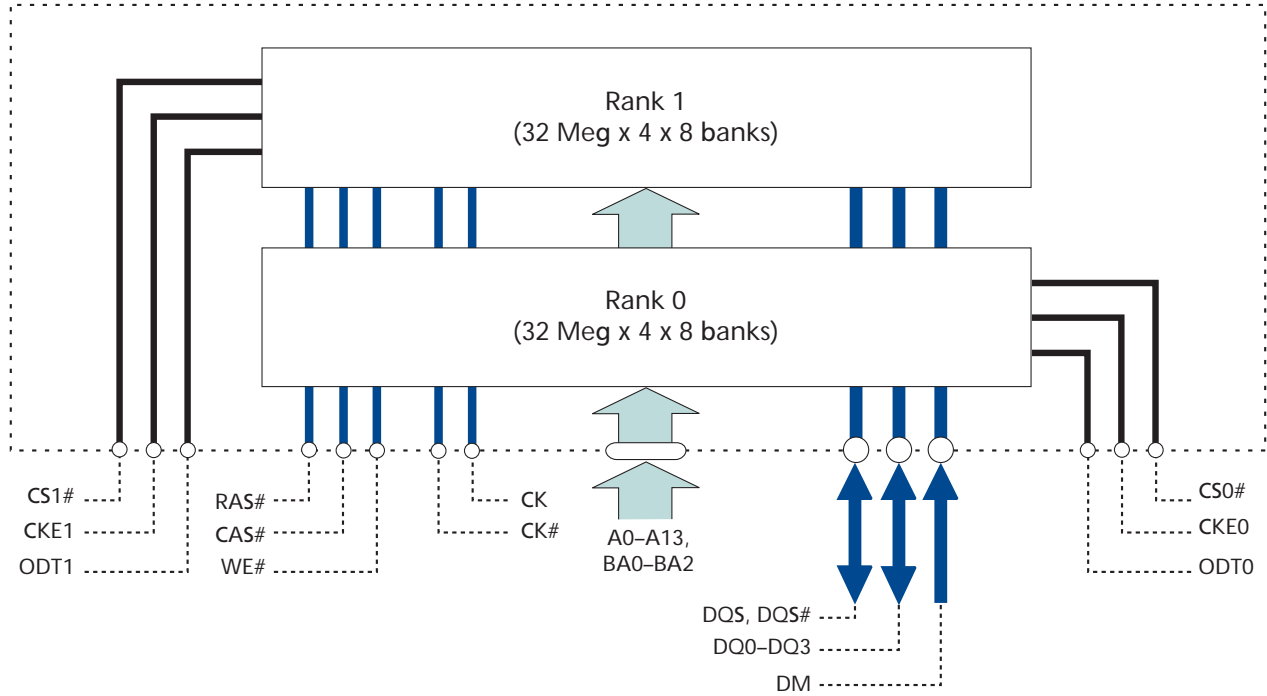 Rank 1
(32 Meg x 4 x 8 banks)
Rank 0
(32 Meg x 4 x 8 banks)
CS1#
CKE1
ODT1
RAS#
CAS#
WE#
CK
CK#
A0–A13,
BA0–BA2
DQS, DQS#
DQ0–DQ3
DM
CS0#
CKE0
ODT0